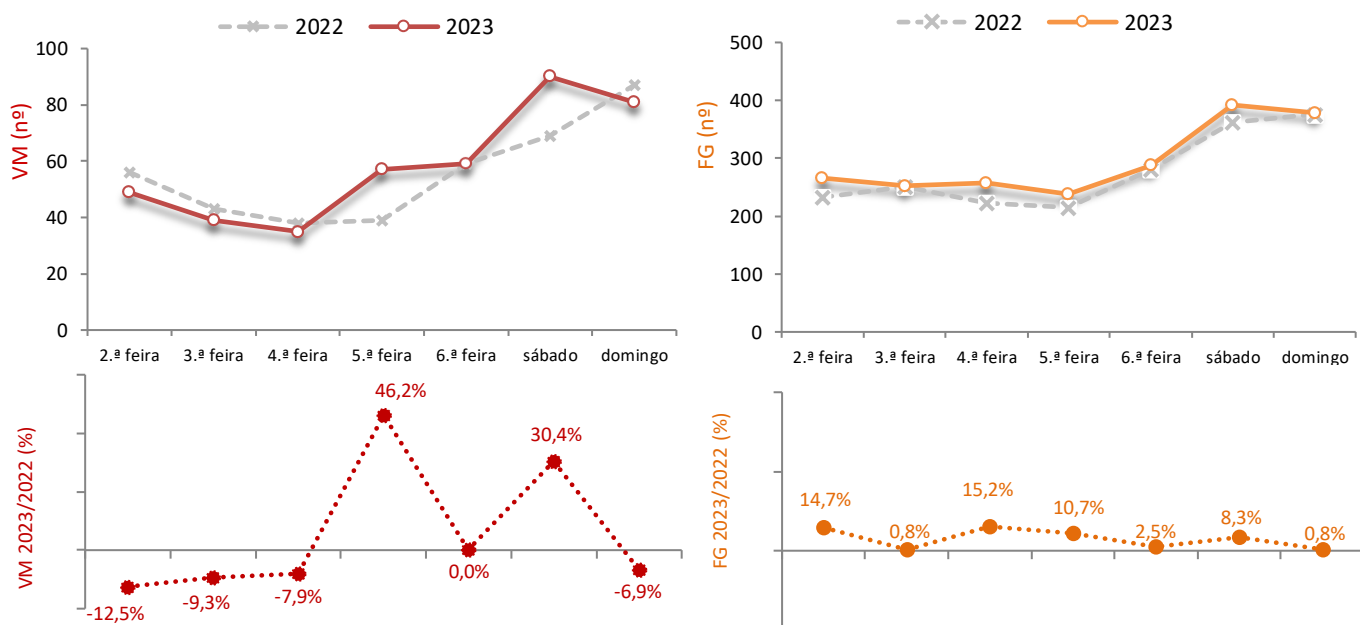 2022 2023
VM (nº)
100
80
60
40
20
0
2.ª feira 3.ª feira 4.ª feira 5.ª feira 6.ª feira sábado domingo
2022 2023
FG (nº)
500
400
300
200
100
0
2.ª feira 3.ª feira 4.ª feira 5.ª feira 6.ª feira sábado domingo
VM 2023/2022 (%)
-12,5% -9,3% -7,9% 46,2% 0,0% 30,4% -6,9%
FG 2023/2022 (%)
14,7% 0,8% 15,2% 10,7% 2,5% 8,3% 0,8%